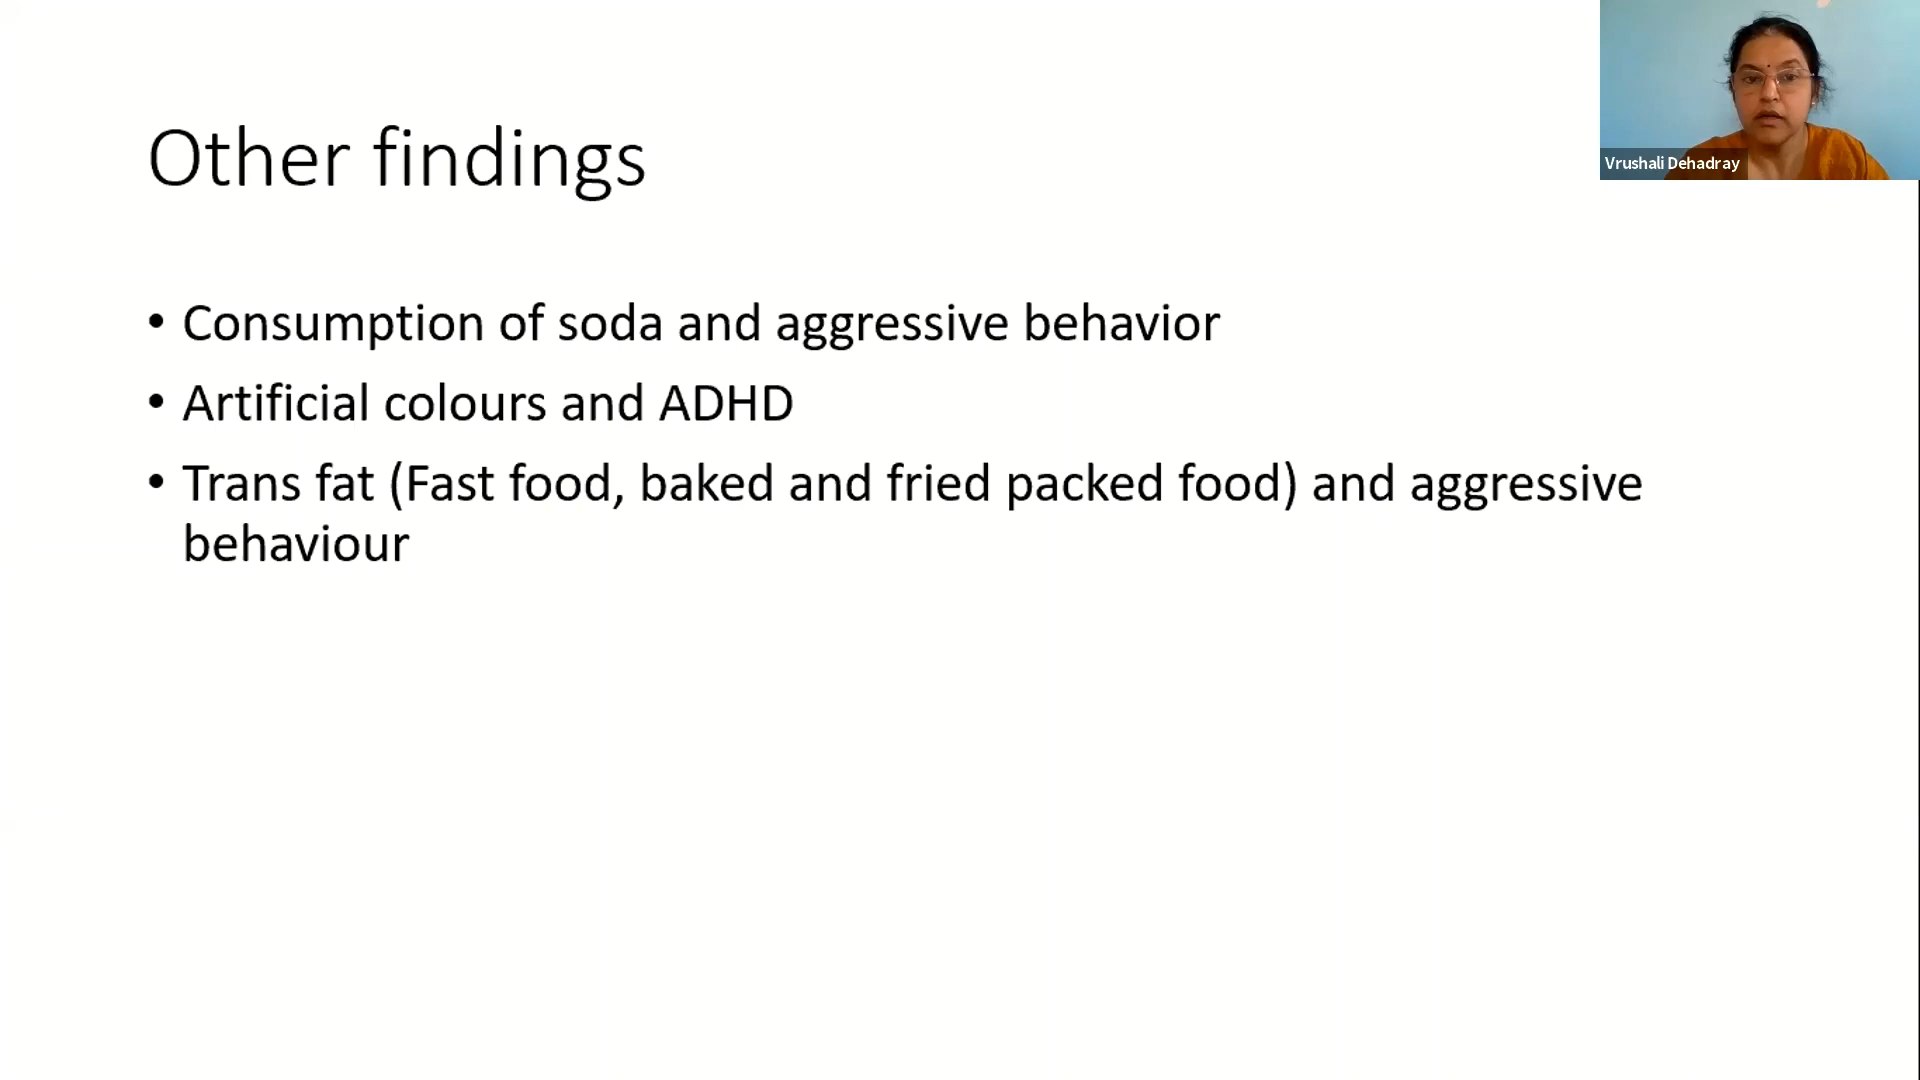 Other findings
Vrushali Dehadray
• Consumption of soda and aggressive behavior
• Artificial colours and ADHD
• Trans fat (Fast food, baked and fried packed food) and aggressive
behaviour